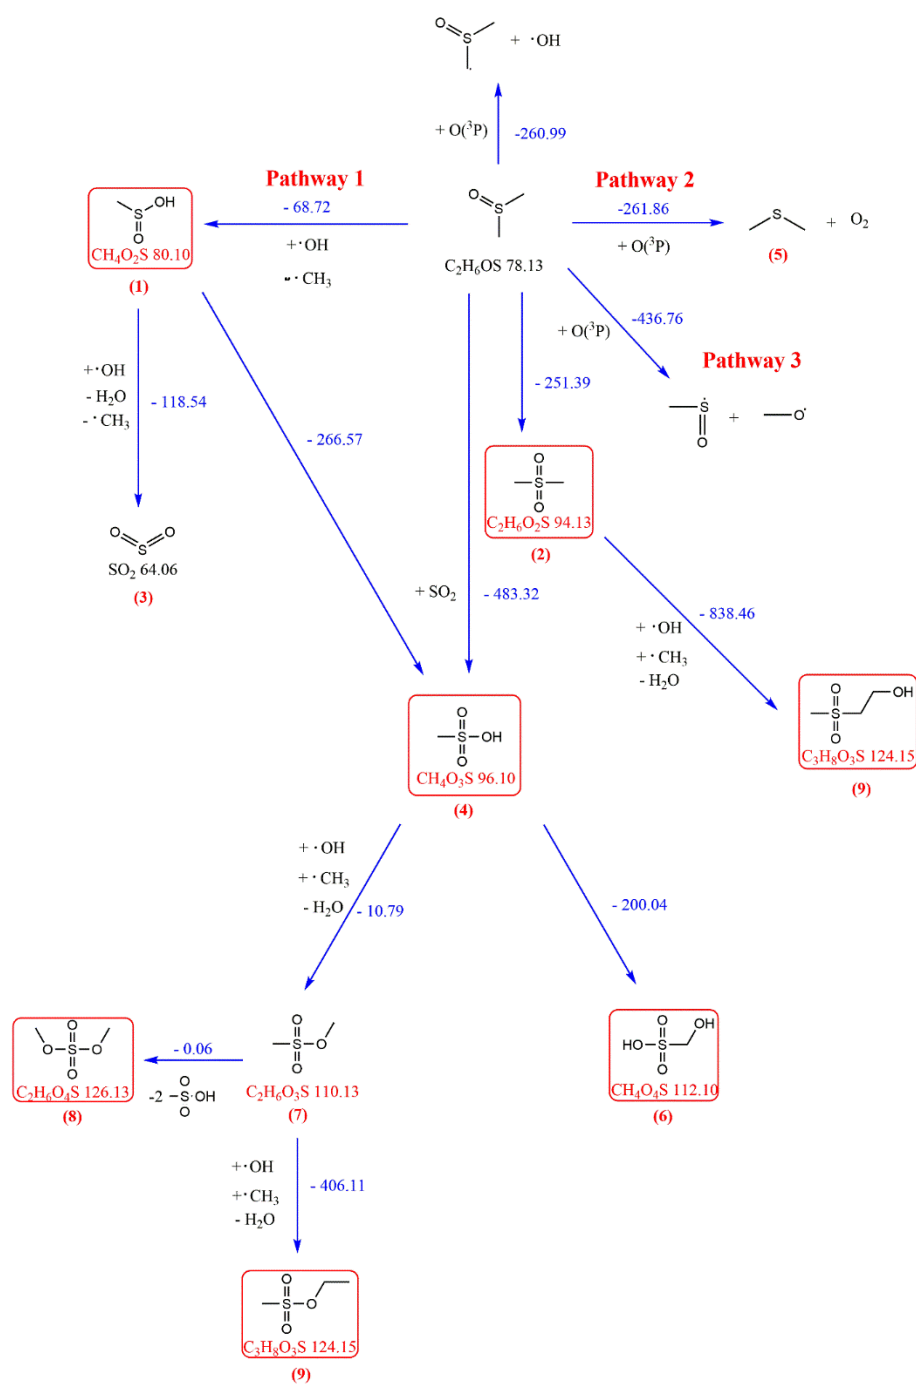 O
S
+ ·OH
+ O(³P)
-260.99
Pathway 1
Pathway 2
- 68.72
+·OH
·CH₃
O
S
C₂H₆OS 78.13
-261.86
+ O(³P)
S
+ O₂
(5)
S
OH
O
CH₄O₂S 80.10
(1)
+ O(³P)
-436.76
Pathway 3
+·OH
- H₂O
- ·CH₃
- 118.54
- 251.39
- 266.57
S
O
+
O
O
S
O
C₂H₆O₂S 94.13
(2)
O
S
O
SO₂ 64.06
(3)
+ SO₂
- 483.32
- 838.46
+ ·OH
+·CH₃
- H₂O
O
S
OH
O
C₃H₈O₃S 124.15
(9)
O
S
OH
O
CH₄O₃S 96.10
(4)
+ ·OH
+ ·CH₃
- H₂O
- 10.79
- 200.04
O
O
S
O
O
C₂H₆O₄S 126.13
(8)
- 0.06
-2
O
·S·OH
O
O
S
O
O
C₂H₆O₃S 110.13
(7)
OH
O
HO
S
O
CH₄O₄S 112.10
(6)
+·OH
+·CH₃
- H₂O
- 406.11
O
S
O
O
C₃H₈O₃S 124.15
(9)